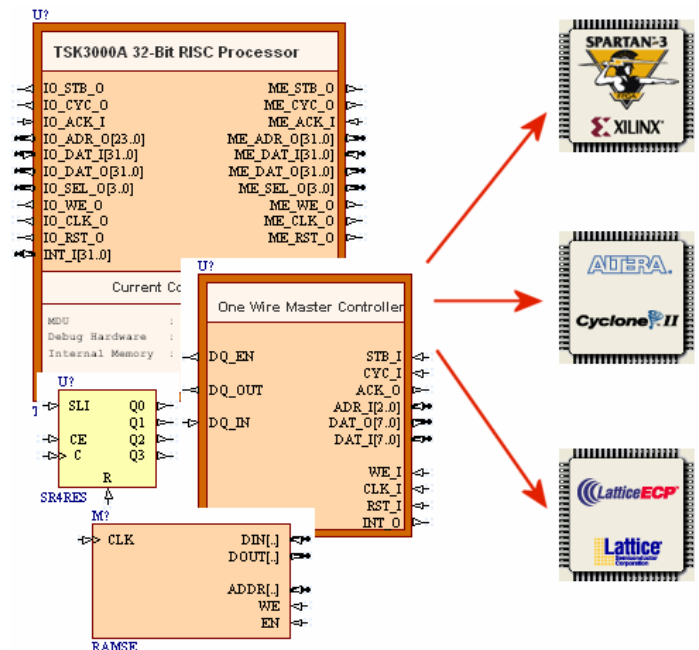 U?
TSK3000A 32-Bit RISC Processor
IO_STB_O ME_STB_O
IO_CYC_O ME_CYC_O
IO_ACK_I ME_ACK_I
IO_ADR_O[23..0] ME_ADR_O[31..0]
IO_DAT_I[31..0] ME_DAT_I[31..0]
IO_DAT_O[31..0] ME_DAT_O[31..0]
IO_SEL_O[3..0] ME_SEL_O[3..0]
IO_WE_O ME_WE_O
IO_CLK_O ME_CLK_O
IO_RST_O ME_RST_O
INT_I[31..0]
Current Co
MDU :
Debug Hardware :
Internal Memory :
U?
One Wire Master Controller
DQ_EN STB_I
CYC_I
DQ_OUT ACK_O
ADR_I[2..0]
DQ_IN DAT_O[7..0]
DAT_I[7..0]
WE_I
CLK_I
RST_I
INT_O
U?
SLI Q0
Q1
CE Q2
C Q3
R
SR4RES
M?
CLK DIN[..]
DOUT[..]
ADDR[..]
WE
EN
RAMSE
SPARTAN-3
FPGA
XILINX®
ALTERA®
Cyclone II
LatticeECP
Lattice
Semiconductor
Corporation